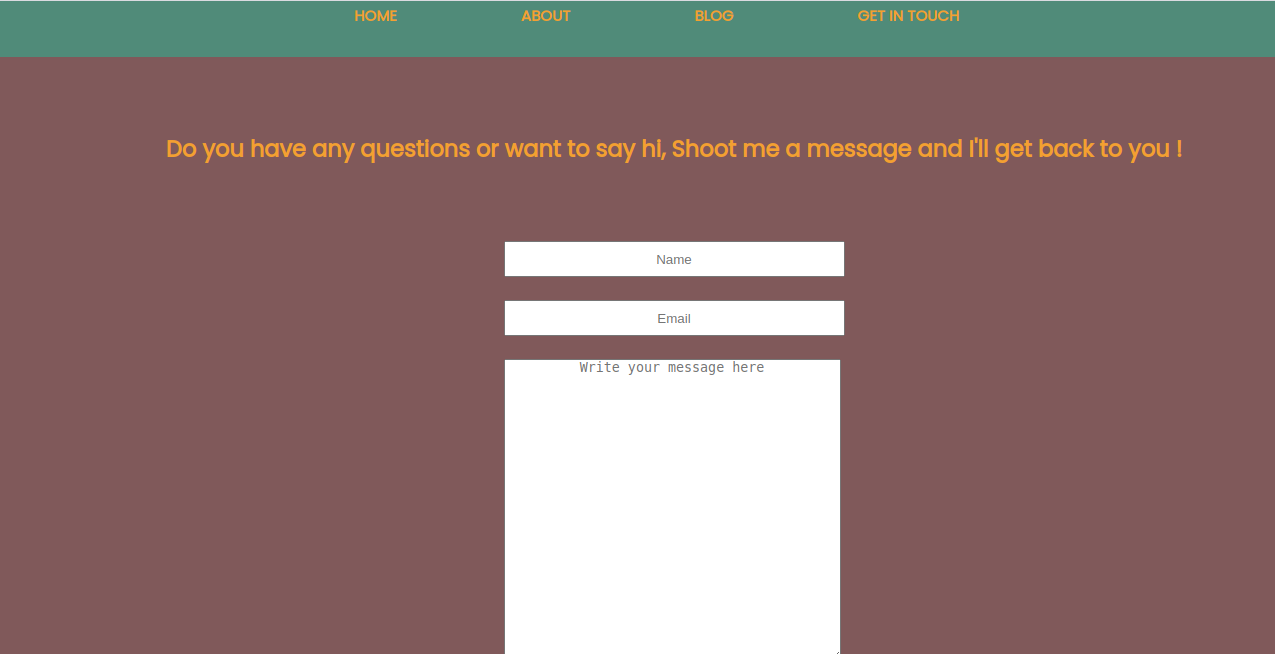 HOME ABOUT BLOG GET IN TOUCH
Do you have any questions or want to say hi, Shoot me a message and I'll get back to you !
Name
Email
Write your message here